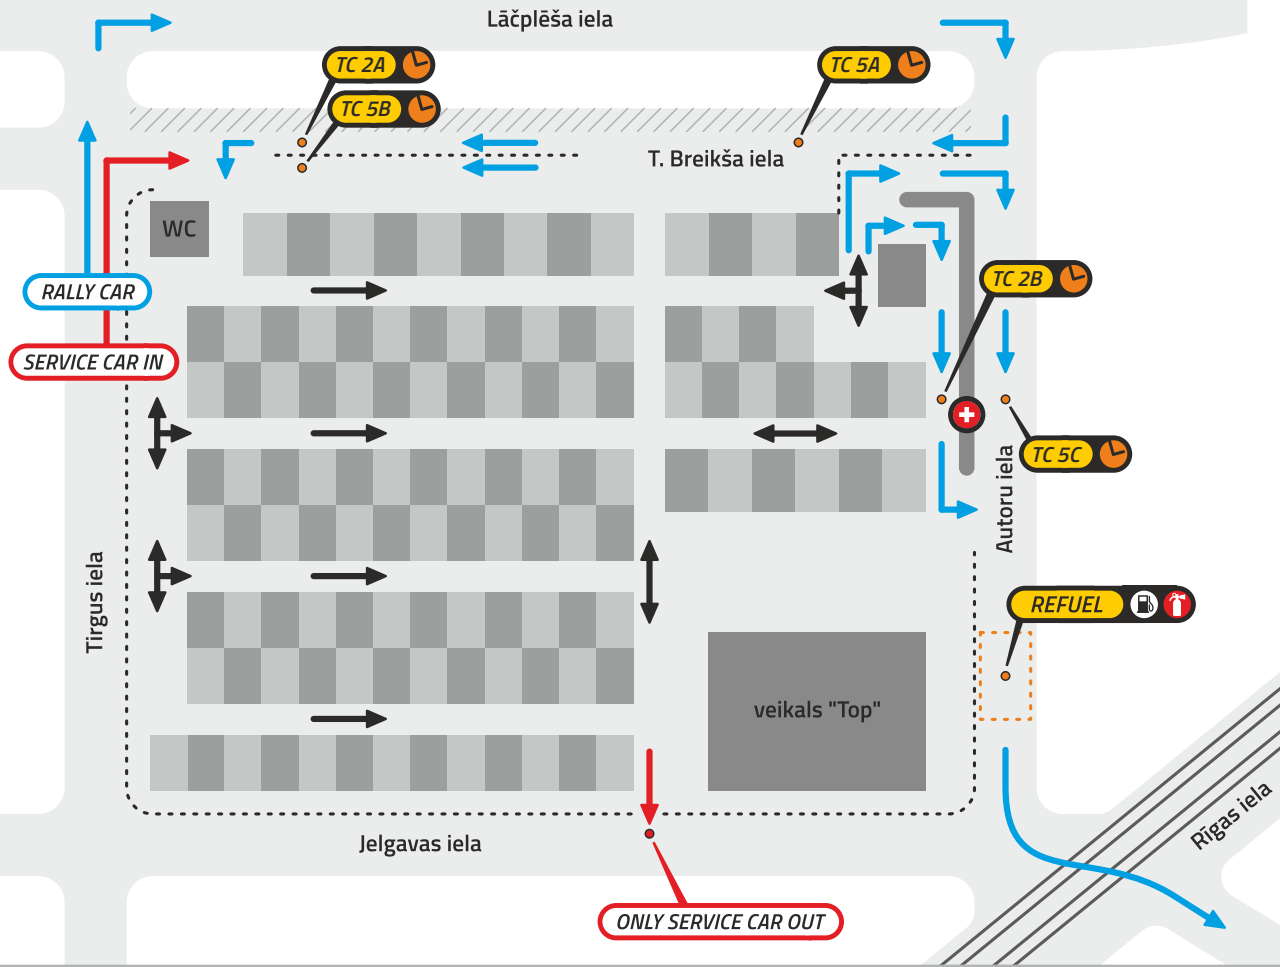 Lāčplēša iela
TC 2A
TC 5A
TC 5B
T. Breikša iela
WC
TC 2B
RALLY CAR
SERVICE CAR IN
TC 5C
Autoru iela
Tirgus iela
REFUEL
veikals "Top"
Rīgas iela
Jelgavas iela
ONLY SERVICE CAR OUT